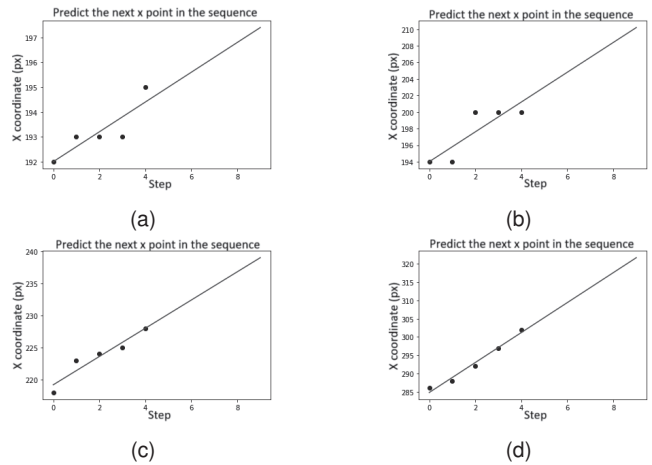 Predict the next x point in the sequence
X coordinate (px)
197
196
195
194
193
192
0 2 4 6 8
Step
(a)
Predict the next x point in the sequence
X coordinate (px)
210
208
206
204
202
200
198
196
194
0 2 4 6 8
Step
(b)
Predict the next x point in the sequence
X coordinate (px)
240
235
230
225
220
0 2 4 6 8
Step
(c)
Predict the next x point in the sequence
X coordinate (px)
320
315
310
305
300
295
290
285
0 2 4 6 8
Step
(d)